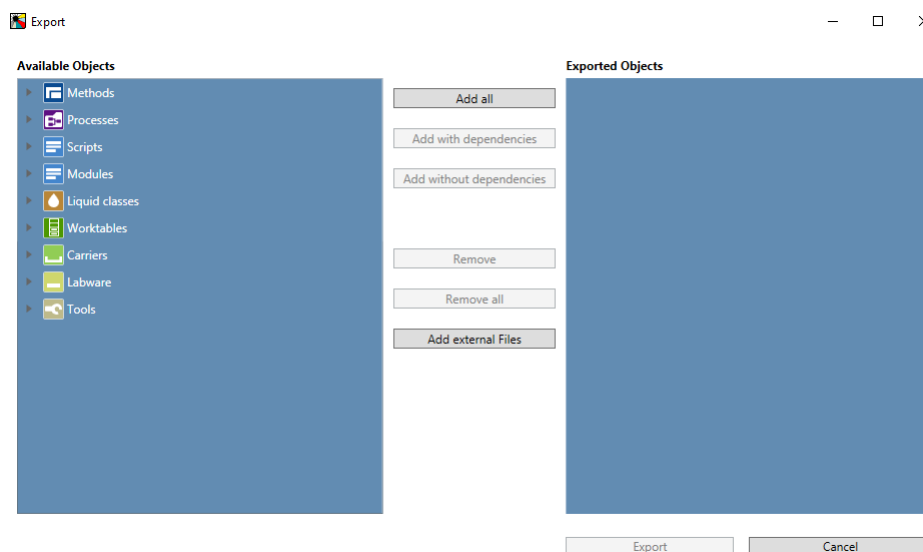 Export
Available Objects
Exported Objects
Methods
Processes
Scripts
Modules
Liquid classes
Worktables
Carriers
Labware
Tools
Add all
Add with dependencies
Add without dependencies
Remove
Remove all
Add external Files
Export
Cancel